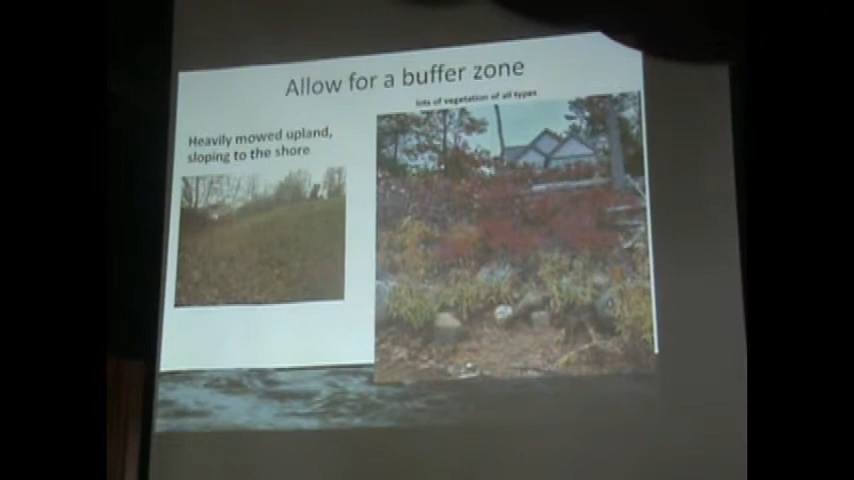 Allow for a buffer zone
lots of vegetation of all types
Heavily mowed upland,
sloping to the shore